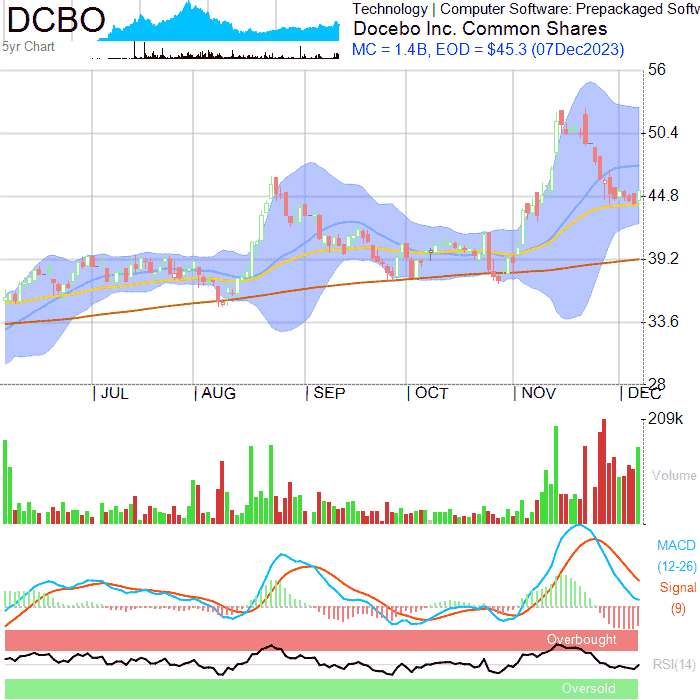 DCBO
5yr Chart
Technology | Computer Software: Prepackaged Softw
Docebo Inc. Common Shares
MC = 1.4B, EOD = $45.3 (07Dec2023)
56
50.4
44.8
39.2
33.6
28
JUL AUG SEP OCT NOV DEC
209k
Volume
MACD
(12-26)
Signal
(9)
Overbought
RSI(14)
Oversold